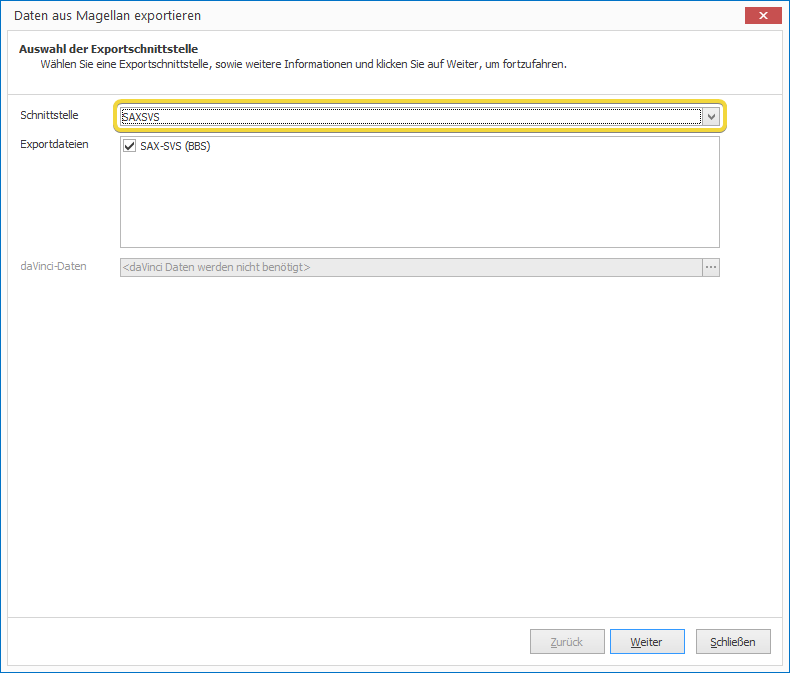 Daten aus Magellan exportieren
Auswahl der Exportschnittstelle
Wählen Sie eine Exportschnittstelle, sowie weitere Informationen und klicken Sie auf Weiter, um fortzufahren.
Schnittstelle
SAXSVS
Exportdateien
SAX-SVS (BBS)
daVinci-Daten
<daVinci Daten werden nicht benötigt>
...
Zurück
Weiter
Schließen